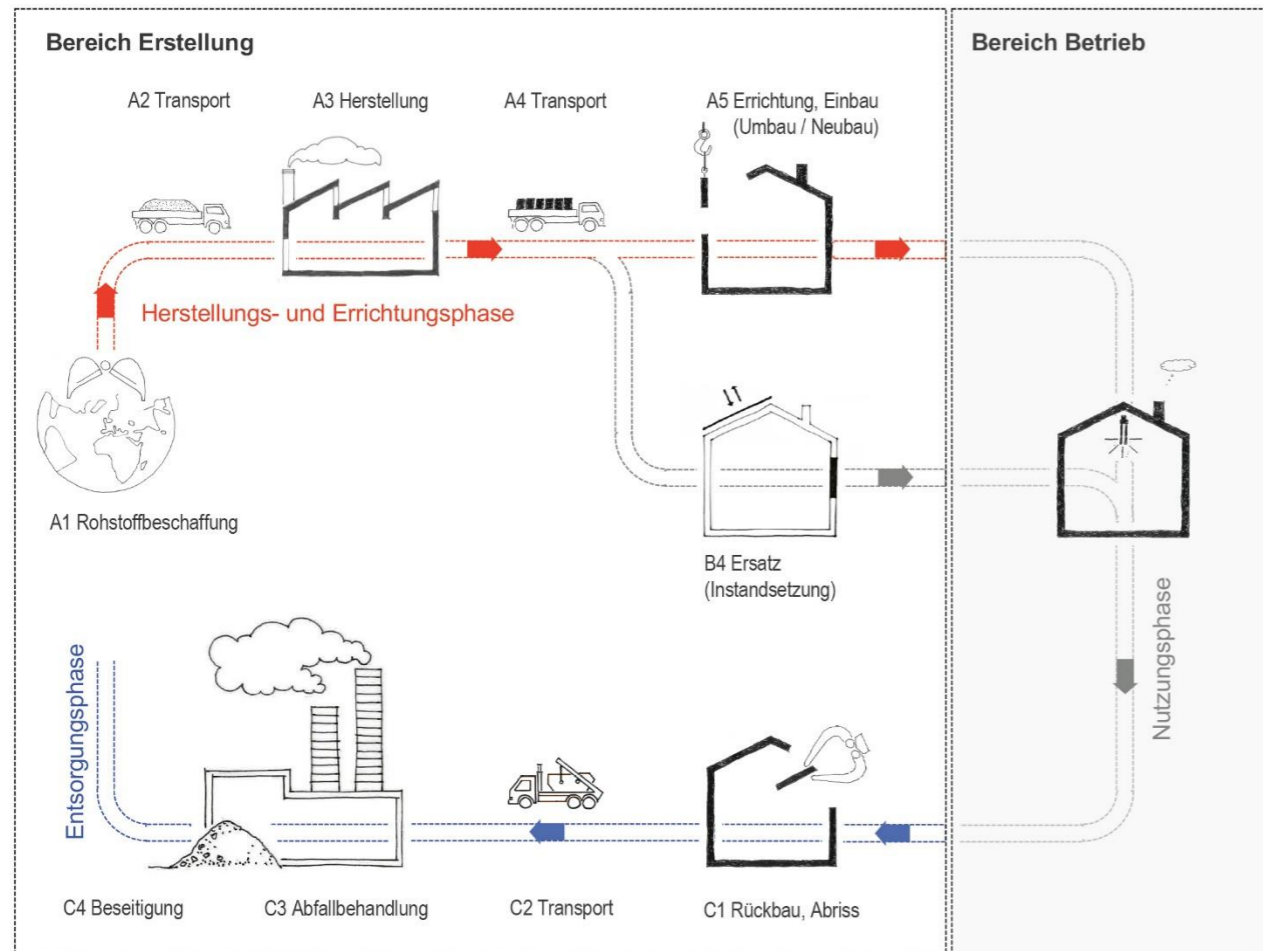 Bereich Erstellung
Bereich Betrieb
A2 Transport
A3 Herstellung
A4 Transport
A5 Errichtung, Einbau
(Umbau / Neubau)
Herstellungs- und Errichtungsphase
A1 Rohstoffbeschaffung
B4 Ersatz
(Instandsetzung)
Nutzungsphase
Entsorgungsphase
C4 Beseitigung
C3 Abfallbehandlung
C2 Transport
C1 Rückbau, Abriss